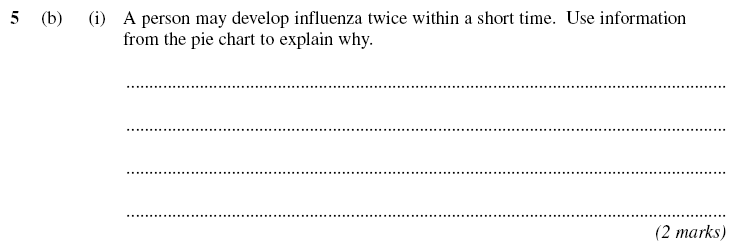 5 (b) (i) A person may develop influenza twice within a short time. Use information
from the pie chart to explain why.
(2 marks)